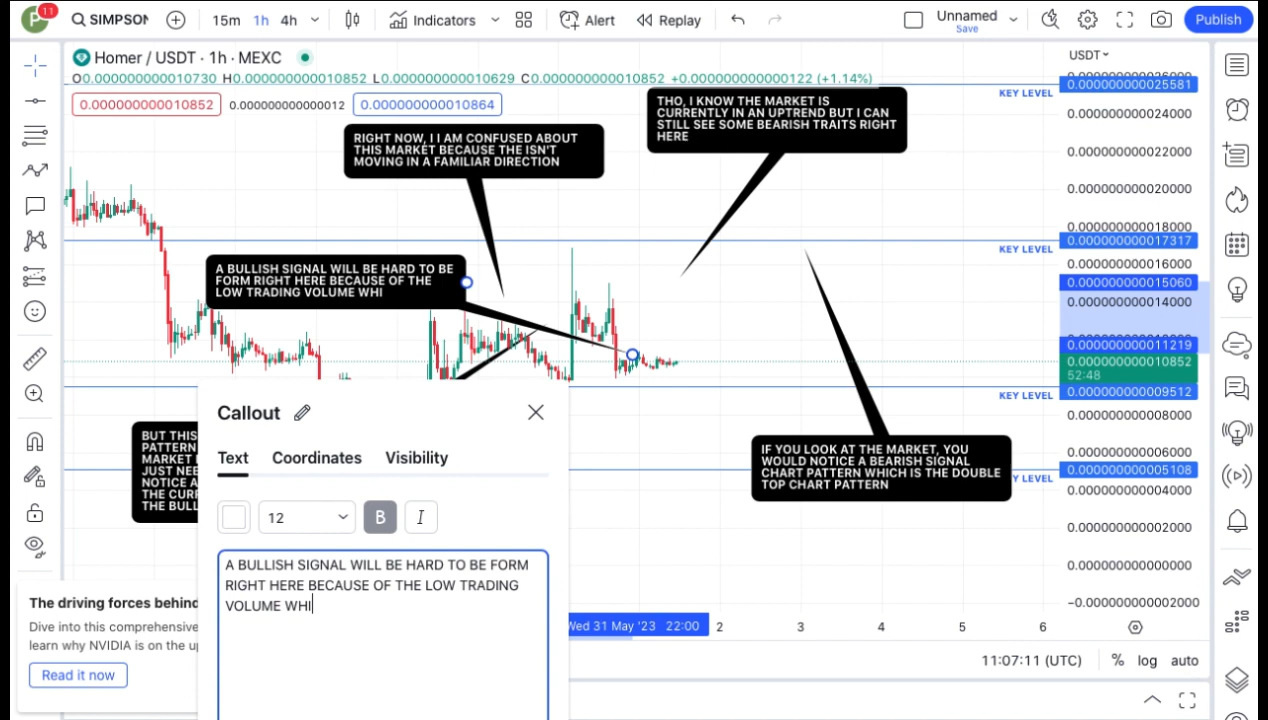 P
11
SIMPSON
15m 1h 4h
Indicators
Alert
Replay
Unnamed
Save
Publish
Homer / USDT · 1h · MEXC
O0.000000000010730 H0.000000000010852 L0.000000000010629 C0.000000000010852 +0.000000000000122 (+1.14%)
0.000000000010852
0.000000000000012
0.000000000010864
USDT
0.000000000025581
KEY LEVEL
0.000000000024000
0.000000000022000
0.000000000020000
0.000000000018000
0.000000000017317
KEY LEVEL
0.000000000016000
0.000000000015060
0.000000000014000
0.000000000011219
0.000000000010852
52:48
0.000000000009512
KEY LEVEL
0.000000000008000
0.000000000006000
0.000000000005108
Y LEVEL
0.000000000004000
0.000000000002000
0.000000000000000
−0.000000000002000
THO, I KNOW THE MARKET IS
CURRENTLY IN AN UPTREND BUT I CAN
STILL SEE SOME BEARISH TRAITS RIGHT
HERE
RIGHT NOW, I I AM CONFUSED ABOUT
THIS MARKET BECAUSE THE ISN'T
MOVING IN A FAMILIAR DIRECTION
A BULLISH SIGNAL WILL BE HARD TO BE
FORM RIGHT HERE BECAUSE OF THE
LOW TRADING VOLUME WHI
IF YOU LOOK AT THE MARKET, YOU
WOULD NOTICE A BEARISH SIGNAL
CHART PATTERN WHICH IS THE DOUBLE
TOP CHART PATTERN
BUT THIS
PATTERN
MARKET
JUST NEE
NOTICE A
THE CUR
THE BULL
Callout
Text Coordinates Visibility
12
B
I
A BULLISH SIGNAL WILL BE HARD TO BE FORM
RIGHT HERE BECAUSE OF THE LOW TRADING
VOLUME WHI
The driving forces behind
Dive into this comprehensive
learn why NVIDIA is on the up
Read it now
Wed 31 May '23 22:00
2 3 4 5 6
11:07:11 (UTC)
% log auto